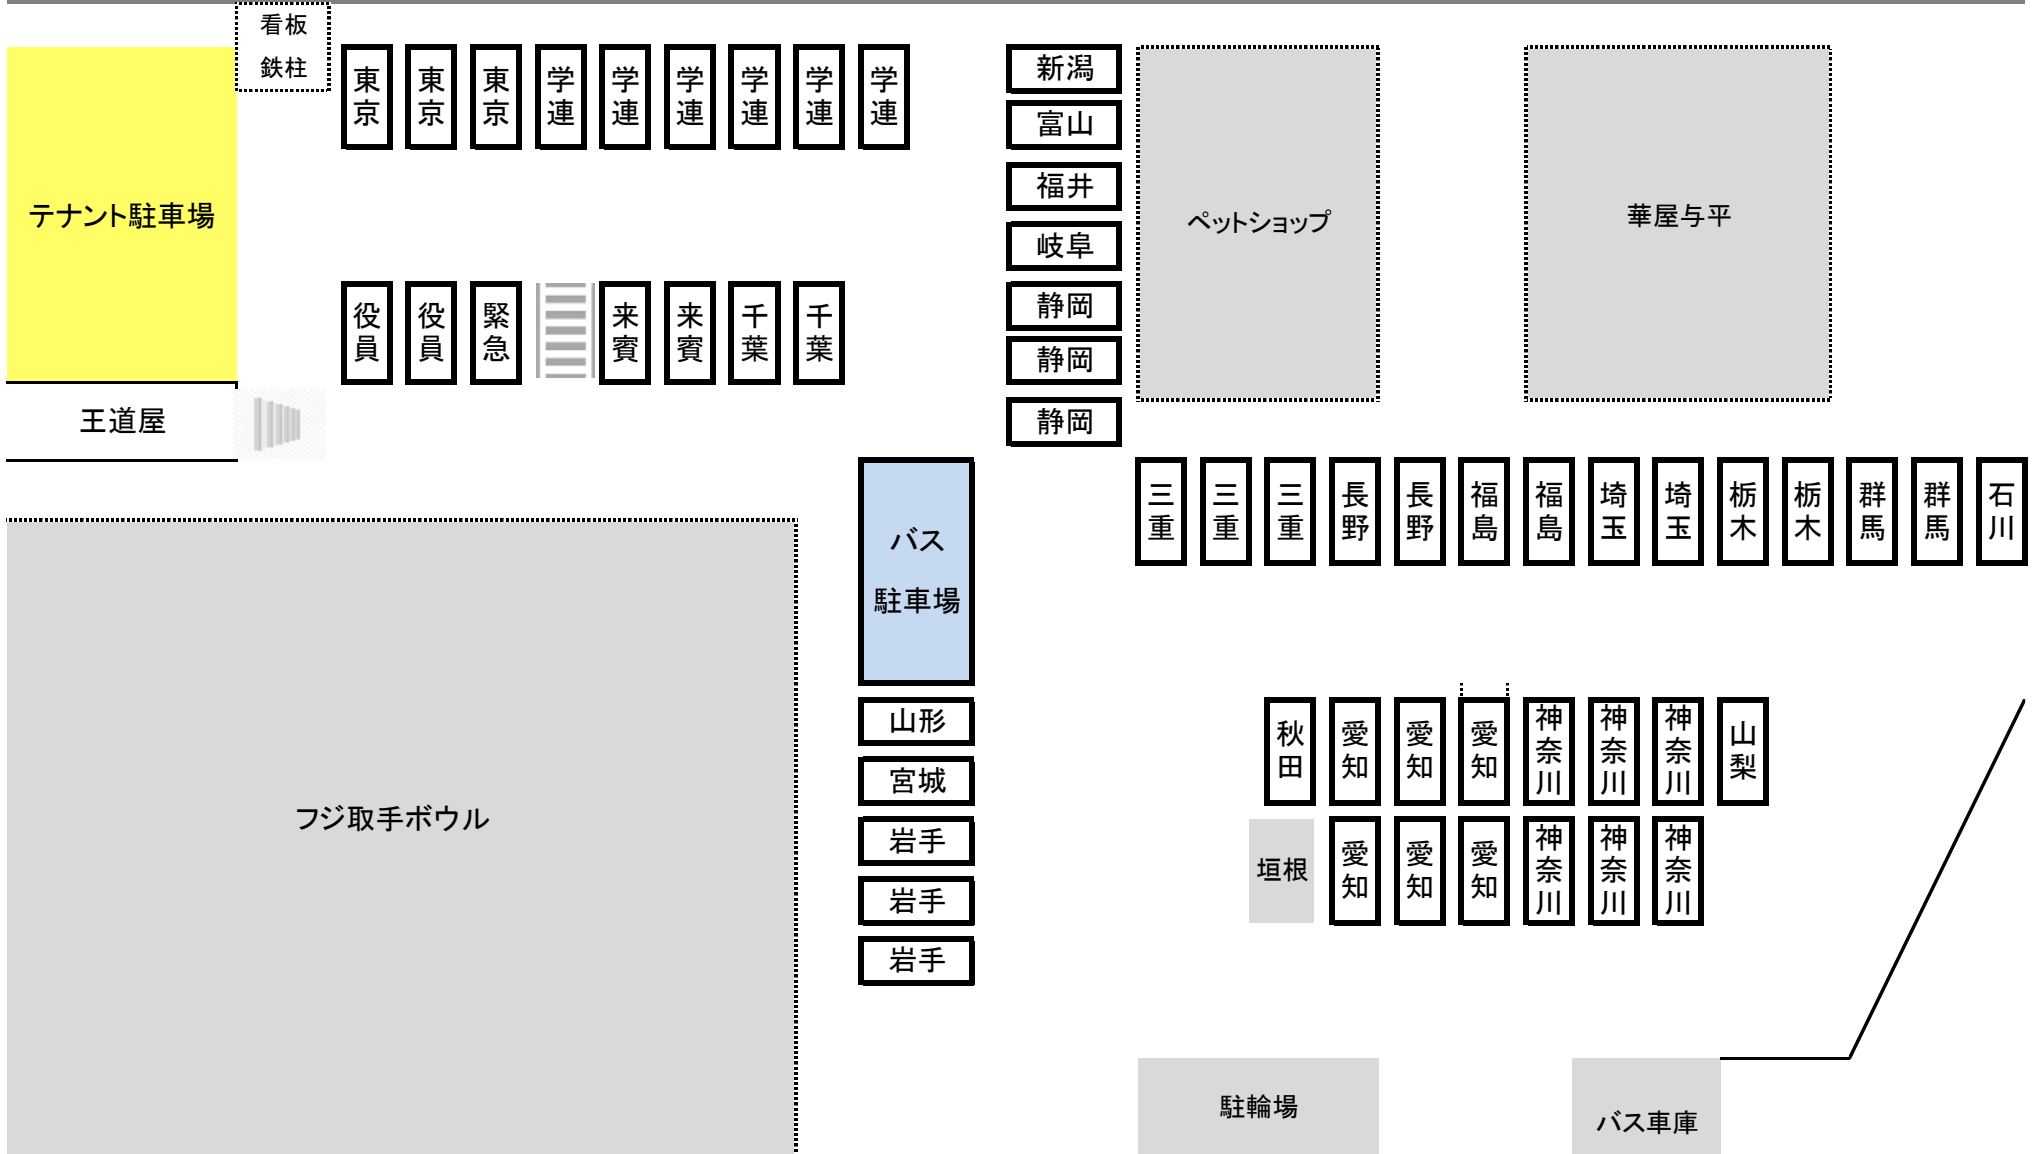 看板
鉄柱
東京 東京 東京 学連 学連 学連 学連 学連 学連
新潟
富山
福井
岐阜
静岡
静岡
静岡
テナント駐車場
ペットショップ
華屋与平
役員 役員 緊急 来賓 来賓 千葉 千葉
王道屋
バス
駐車場
三重 三重 三重 長野 長野 福島 福島 埼玉 埼玉 栃木 栃木 群馬 群馬 石川
フジ取手ボウル
山形
宮城
岩手
岩手
岩手
秋田 愛知 愛知 愛知 神奈川 神奈川 神奈川 山梨
垣根 愛知 愛知 愛知 神奈川 神奈川 神奈川
駐輪場
バス車庫